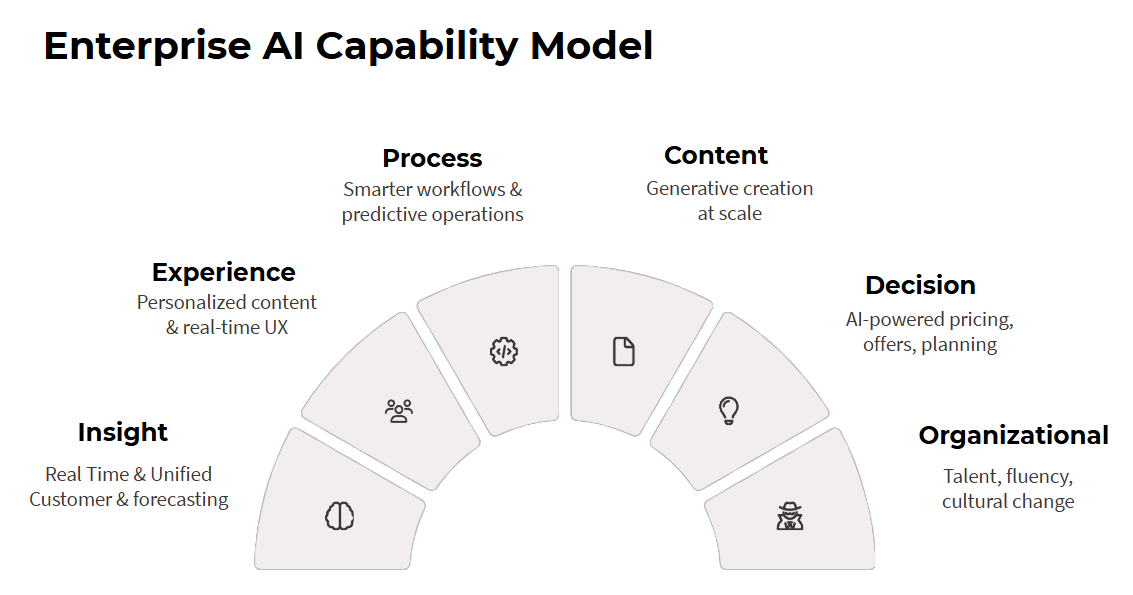 Enterprise AI Capability Model
Process
Smarter workflows &
predictive operations
Content
Generative creation
at scale
Experience
Personalized content
& real-time UX
Decision
AI-powered pricing,
offers, planning
Insight
Real Time & Unified
Customer & forecasting
Organizational
Talent, fluency,
cultural change